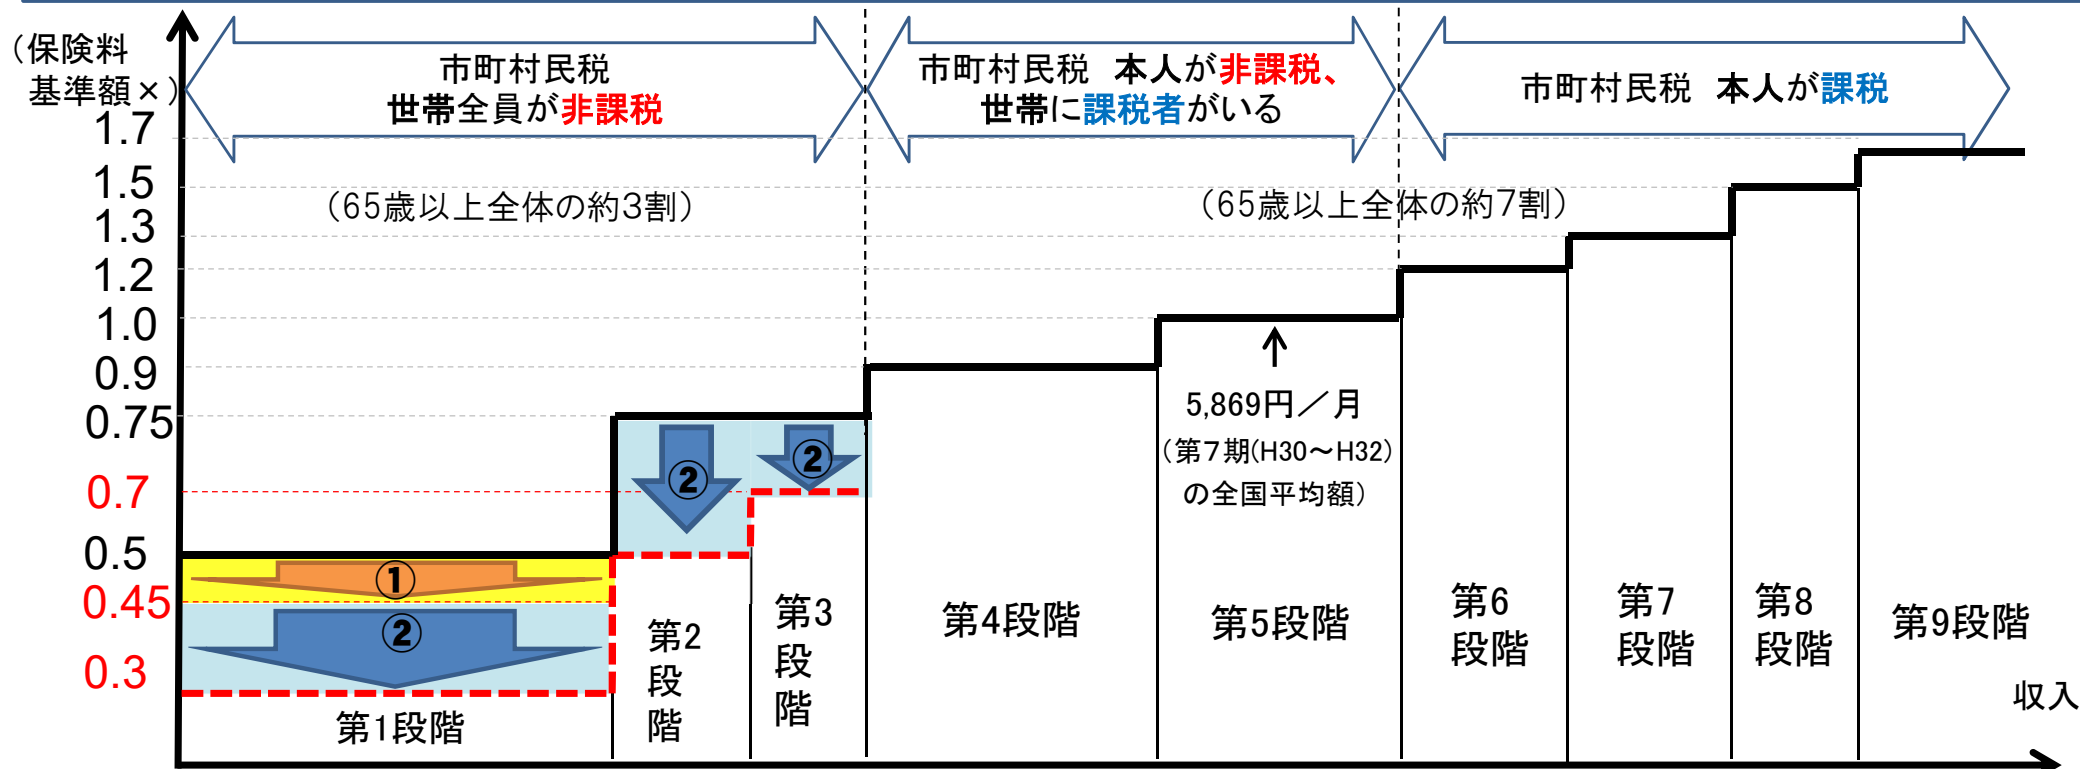 （保険料
基準額×）
市町村民税
世帯全員が非課税
市町村民税　本人が非課税、
世帯に課税者がいる
市町村民税　本人が課税
（65歳以上全体の約3割）
（65歳以上全体の約7割）
1.7
1.5
1.3
1.2
1.0
0.9
0.75
0.7
0.5
0.45
0.3
②
②
①
②
5,869円／月
（第7期(H30～H32)
の全国平均額）
第1段階
第2
段
階
第3
段
階
第4段階
第5段階
第6
段階
第7
段階
第8
段階
第9段階
収入